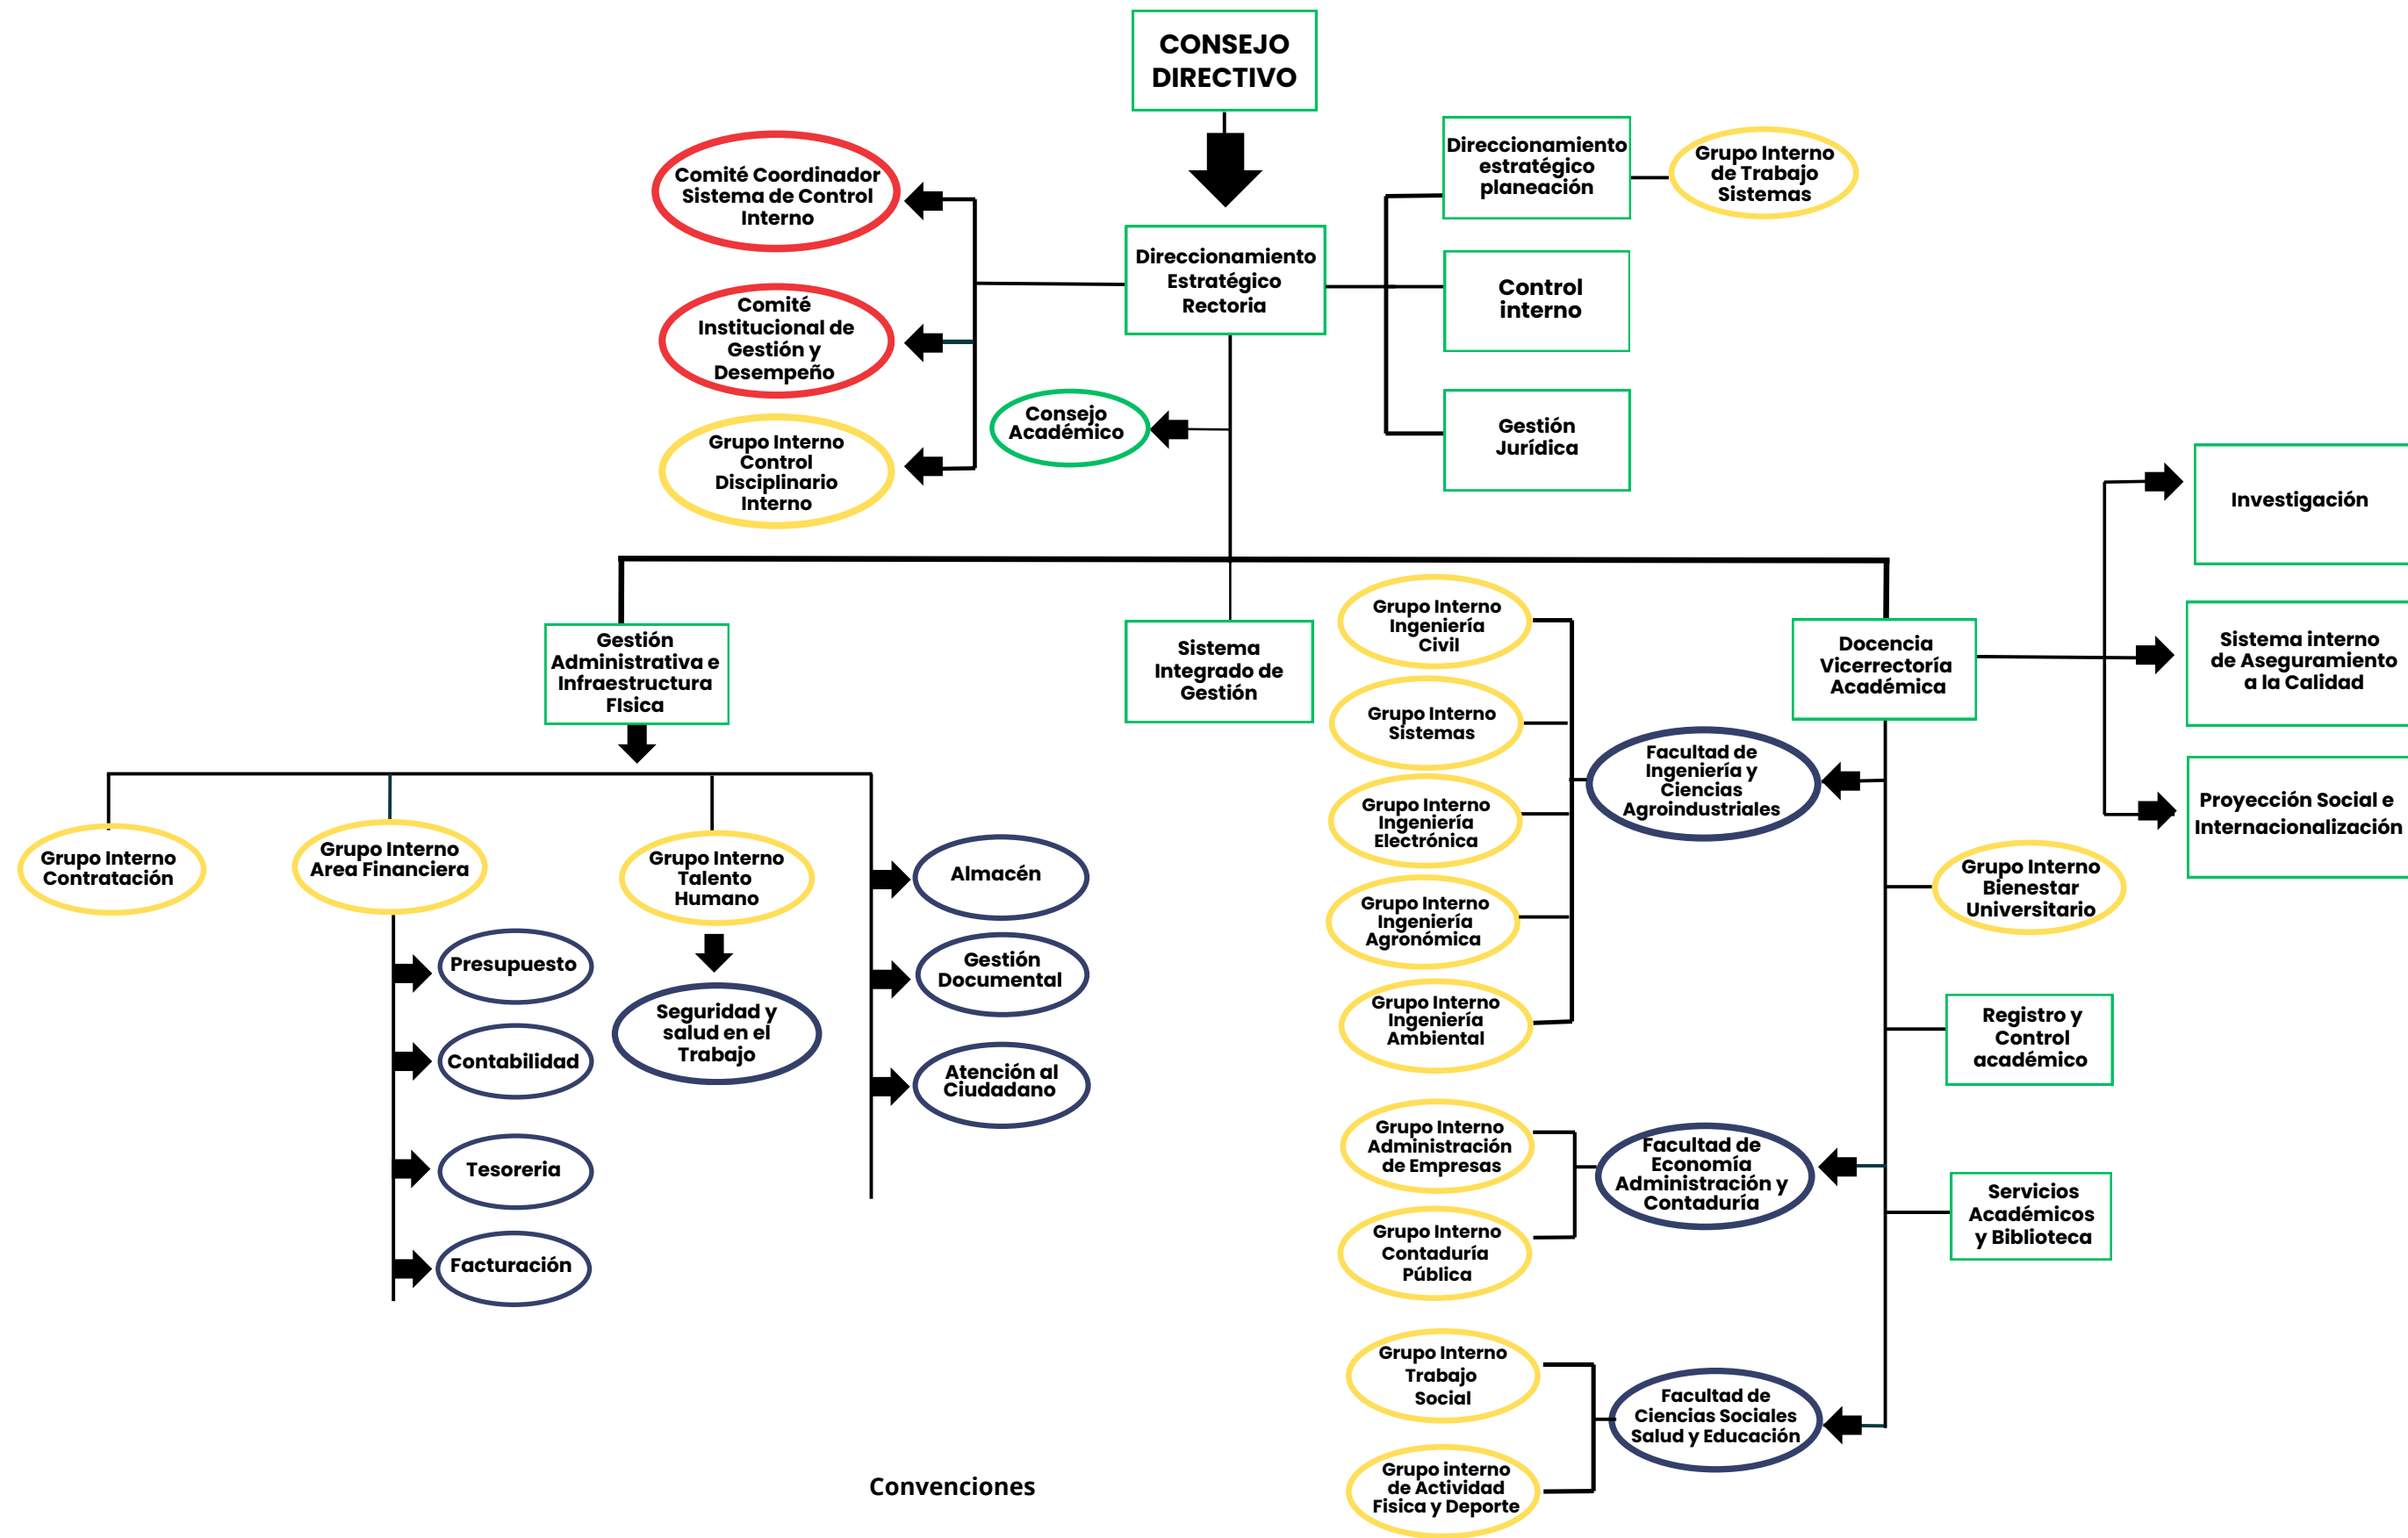 CONSEJO
DIRECTIVO
Direccionamiento
estratégico
planeación
Grupo Interno
de Trabajo
Sistemas
Comité Coordinador
Sistema de Control
Interno
Direccionamiento
Estratégico
Rectoria
Control
interno
Comité
Institucional de
Gestión y
Desempeño
Consejo
Académico
Gestión
Jurídica
Grupo Interno
Control
Disciplinario
Interno
Investigación
Sistema interno
de Aseguramiento
a la Calidad
Proyección Social e
Internacionalización
Gestión
Administrativa e
Infraestructura
FIsica
Sistema
Integrado de
Gestión
Docencia
Vicerrectoría
Académica
Grupo Interno
Ingeniería
Civil
Grupo Interno
Sistemas
Grupo Interno
Ingeniería
Electrónica
Grupo Interno
Ingeniería
Agronómica
Grupo Interno
Ingeniería
Ambiental
Facultad de
Ingeniería y
Ciencias
Agroindustriales
Grupo Interno
Bienestar
Universitario
Registro y
Control
académico
Servicios
Académicos
y Biblioteca
Grupo Interno
Contratación
Grupo Interno
Area Financiera
Grupo Interno
Talento
Humano
Almacén
Gestión
Documental
Atención al
Ciudadano
Presupuesto
Contabilidad
Tesoreria
Facturación
Seguridad y
salud en el
Trabajo
Grupo Interno
Administración
de Empresas
Grupo Interno
Contaduría
Pública
Facultad de
Economía
Administración y
Contaduría
Grupo Interno
Trabajo
Social
Grupo interno
de Actividad
Fisica y Deporte
Facultad de
Ciencias Sociales
Salud y Educación
Convenciones